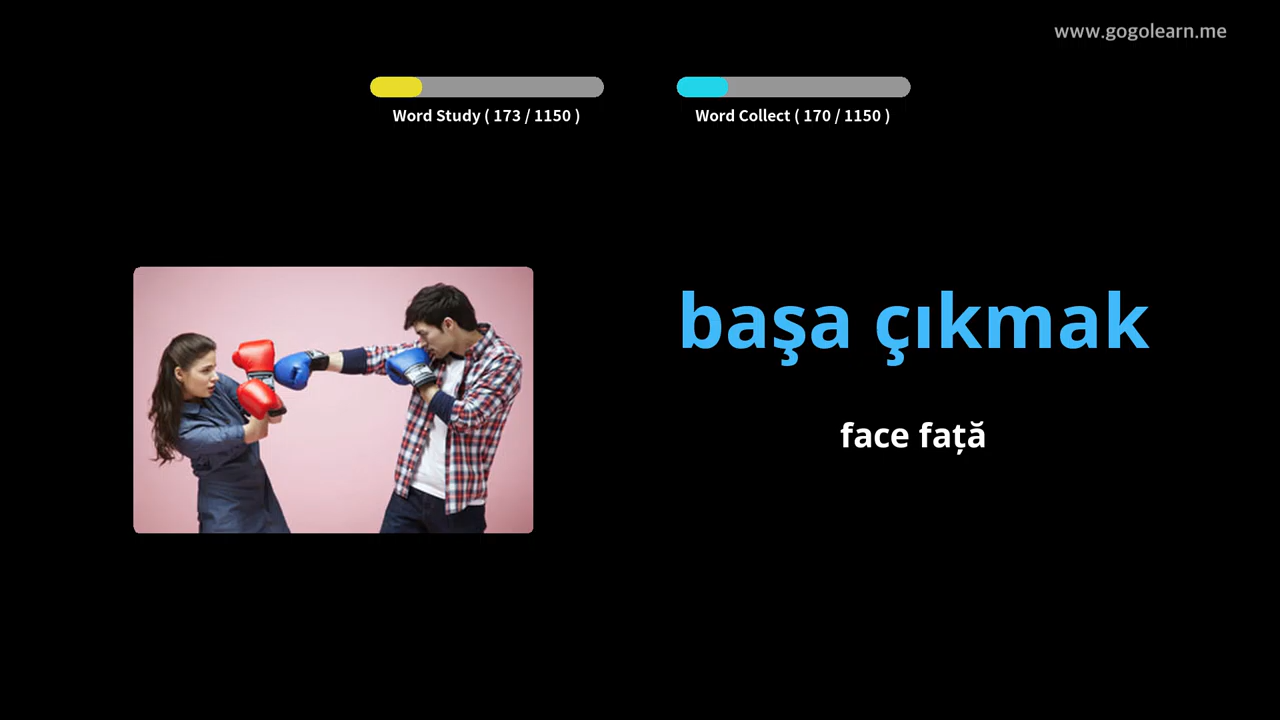 www.gogolearn.me
Word Study ( 173 / 1150 )
Word Collect ( 170 / 1150 )
başa çıkmak
face față